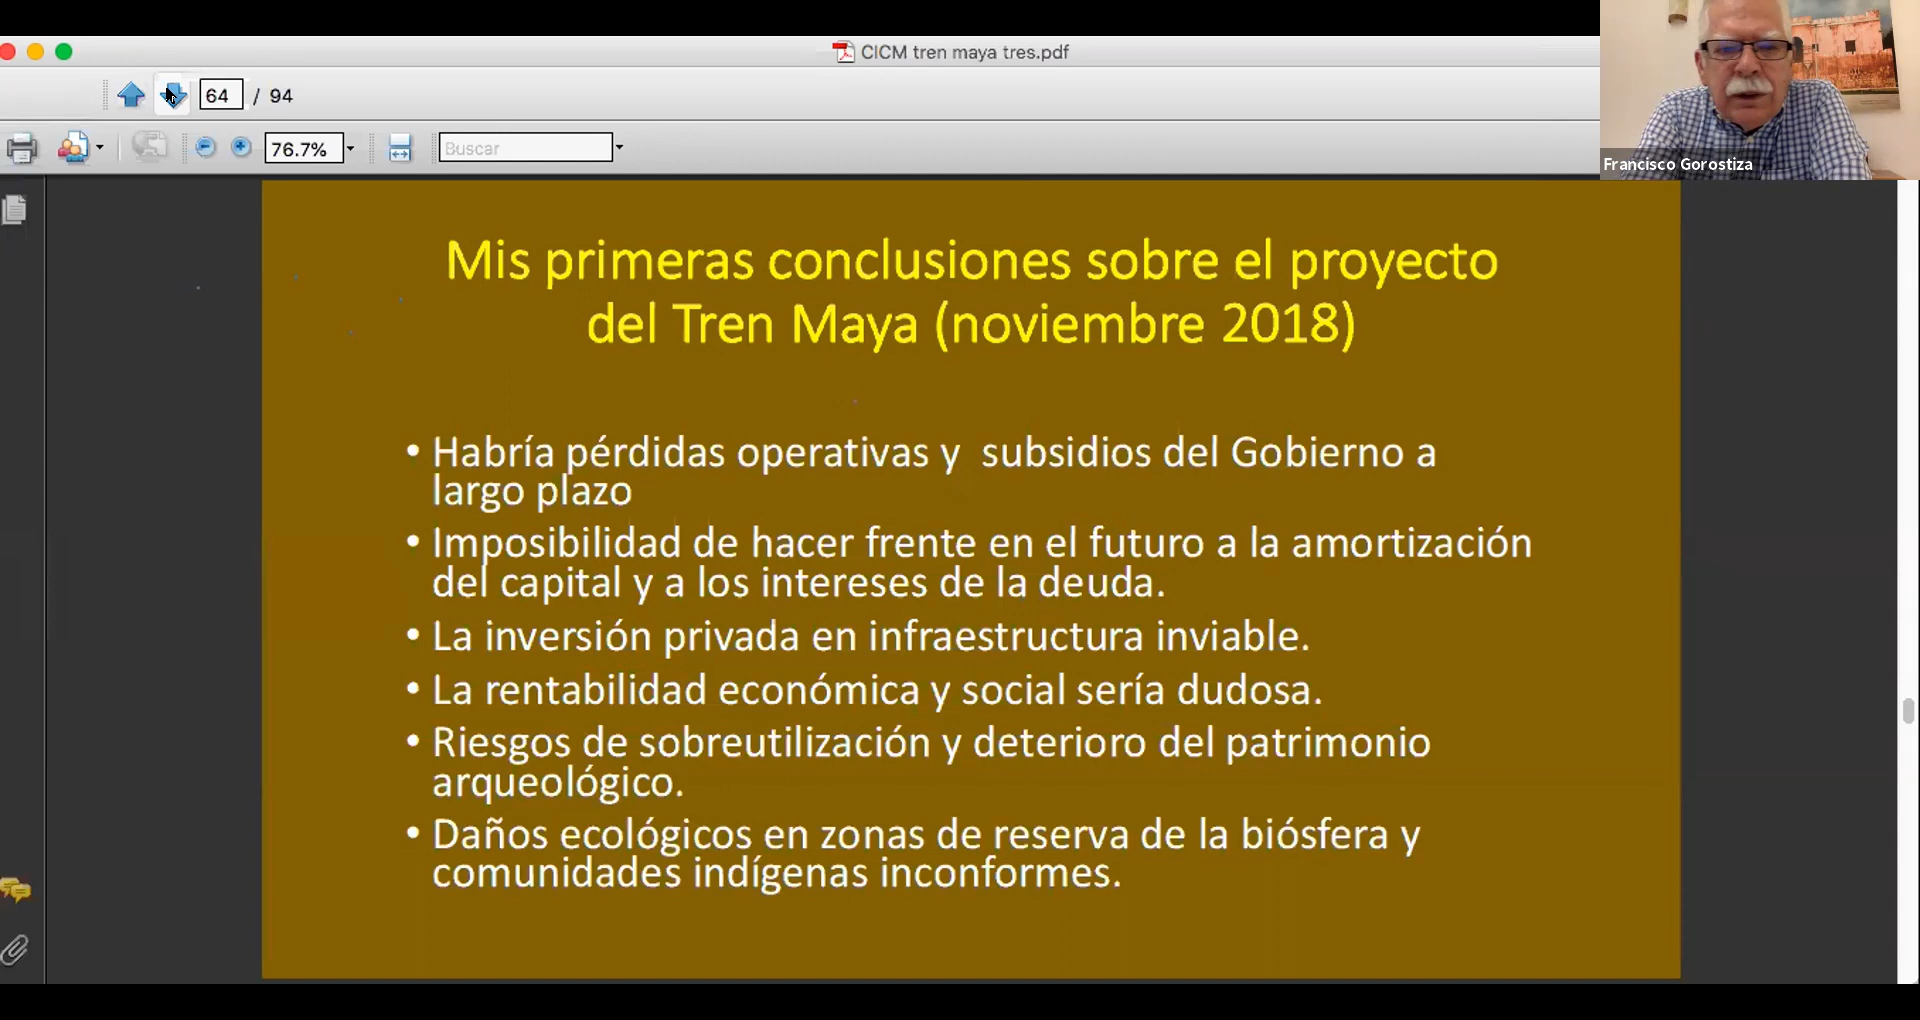 CICM tren maya tres.pdf
64 / 94
76.7%
Buscar
Francisco Gorostiza
Mis primeras conclusiones sobre el proyecto
del Tren Maya (noviembre 2018)
• Habría pérdidas operativas y subsidios del Gobierno a
largo plazo
• Imposibilidad de hacer frente en el futuro a la amortización
del capital y a los intereses de la deuda.
• La inversión privada en infraestructura inviable.
• La rentabilidad económica y social sería dudosa.
• Riesgos de sobreutilización y deterioro del patrimonio
arqueológico.
• Daños ecológicos en zonas de reserva de la biósfera y
comunidades indígenas inconformes.